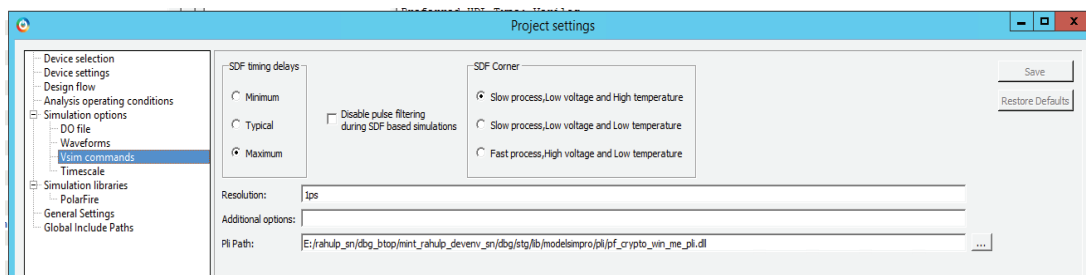 Preferred HDL Type: Verilog
Project settings
Device selection
Device settings
Design flow
Analysis operating conditions
Simulation options
DO file
Waveforms
Vsim commands
Timescale
Simulation libraries
PolarFire
General Settings
Global Include Paths
SDF timing delays
Minimum
Typical
Maximum
Disable pulse filtering
during SDF based simulations
SDF Corner
Slow process,Low voltage and High temperature
Slow process,Low voltage and Low temperature
Fast process,High voltage and Low temperature
Save
Restore Defaults
Resolution: 1ps
Additional options:
Pli Path: E:/rahulp_sn/dbg_btop/mint_rahulp_devenv_sn/dbg/stg/lib/modelsimpro/pli/pf_crypto_win_me_pli.dll ...